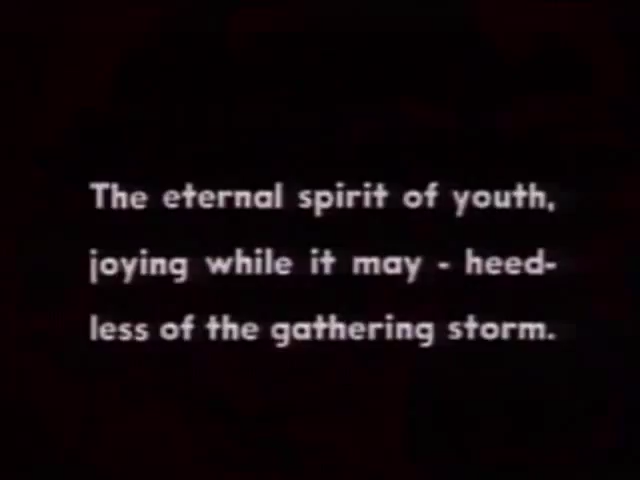 The eternal spirit of youth,
joying while it may - heed-
less of the gathering storm.